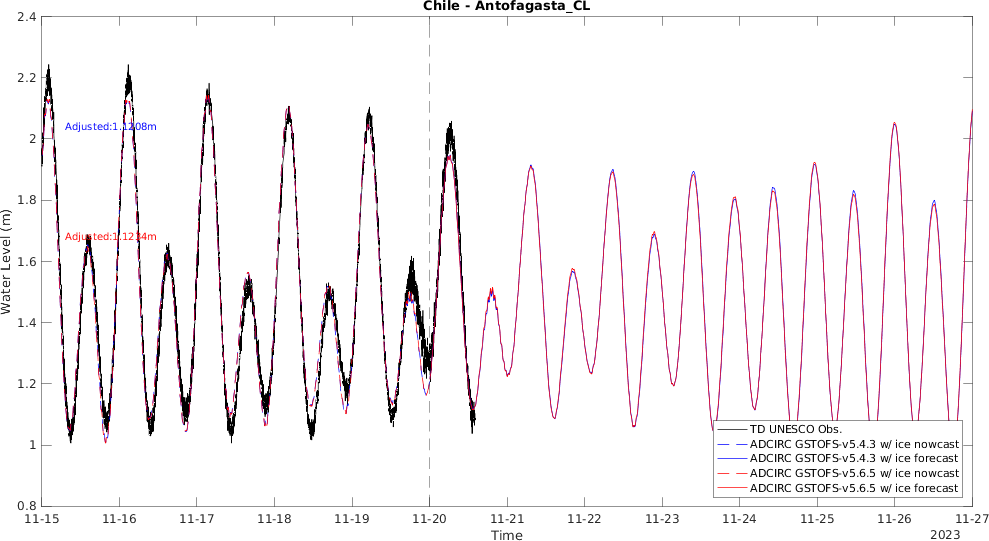 Chile - Antofagasta_CL
2.4
2.2
2
1.8
1.6
1.4
1.2
1
0.8
Water Level (m)
Adjusted:1.1208m
Adjusted:1.1234m
TD UNESCO Obs.
ADCIRC GSTOFS-v5.4.3 w/ ice nowcast
ADCIRC GSTOFS-v5.4.3 w/ ice forecast
ADCIRC GSTOFS-v5.6.5 w/ ice nowcast
ADCIRC GSTOFS-v5.6.5 w/ ice forecast
11-15 11-16 11-17 11-18 11-19 11-20 11-21 11-22 11-23 11-24 11-25 11-26 11-27
Time
2023